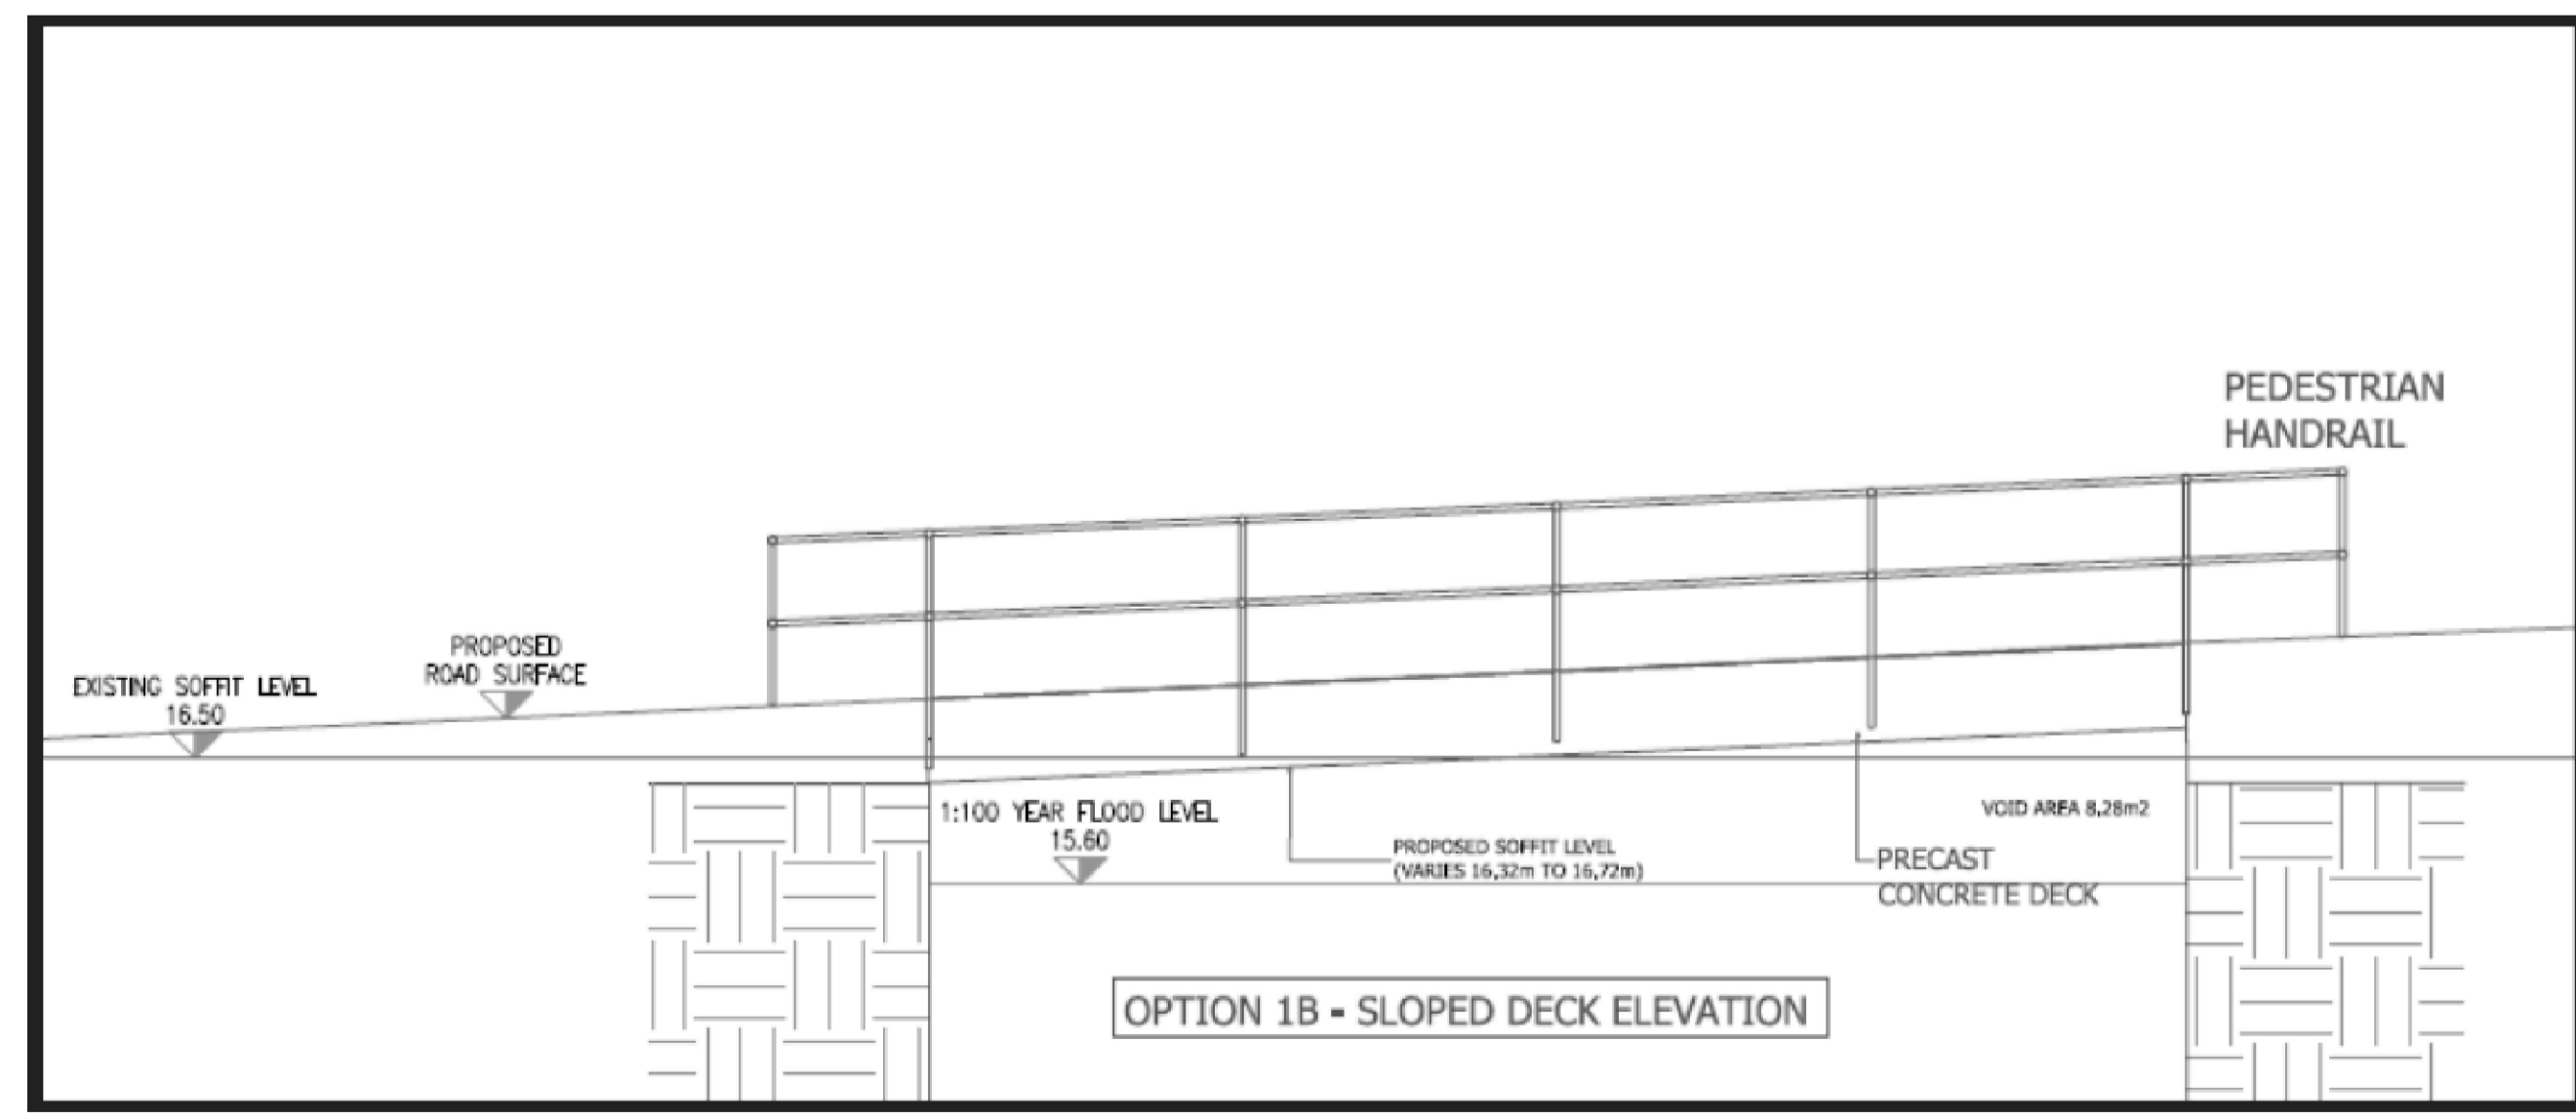 PEDESTRIAN
HANDRAIL
PROPOSED
ROAD SURFACE
EXISTING SOFFIT LEVEL
16.50
1:100 YEAR FLOOD LEVEL
15.60
PROPOSED SOFFIT LEVEL
(VARIES 16,32m TO 16,72m)
VOID AREA 8,28m2
PRECAST
CONCRETE DECK
OPTION 1B - SLOPED DECK ELEVATION